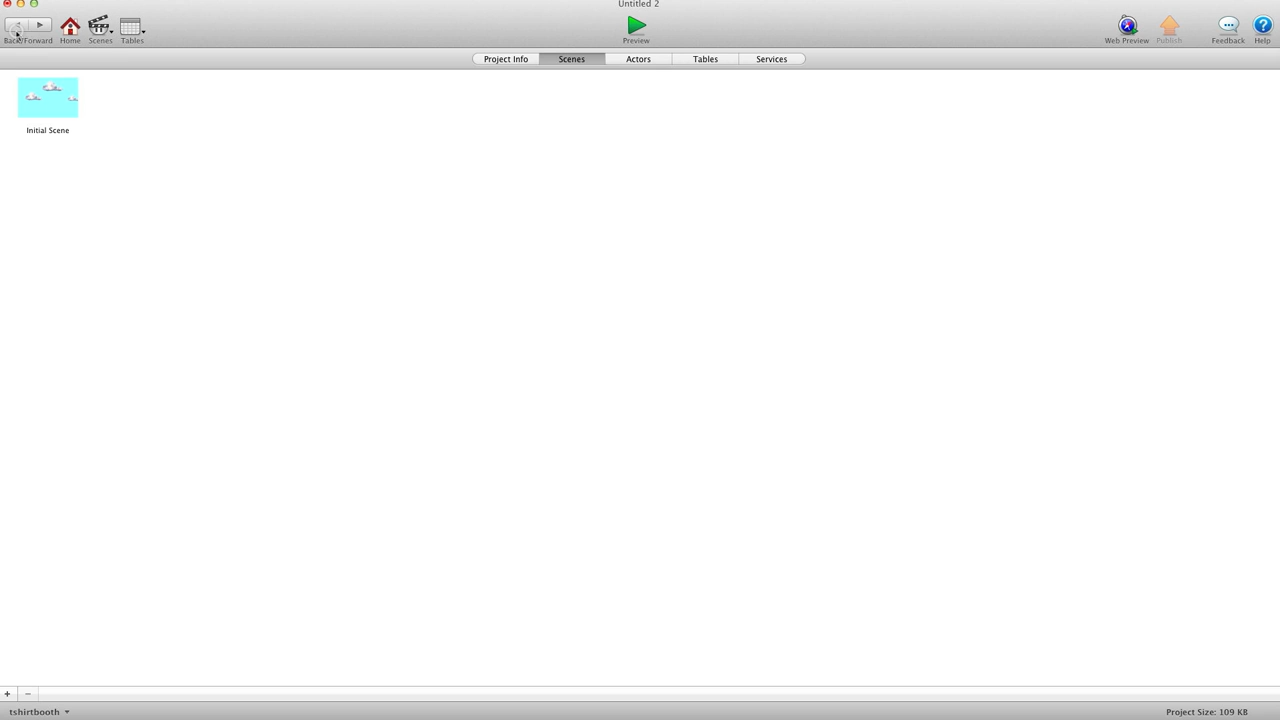 Untitled 2
Back/Forward Home Scenes Tables Preview Web Preview Publish Feedback Help
Project Info Scenes Actors Tables Services
Initial Scene
+ −
tshirtbooth Project Size: 109 KB